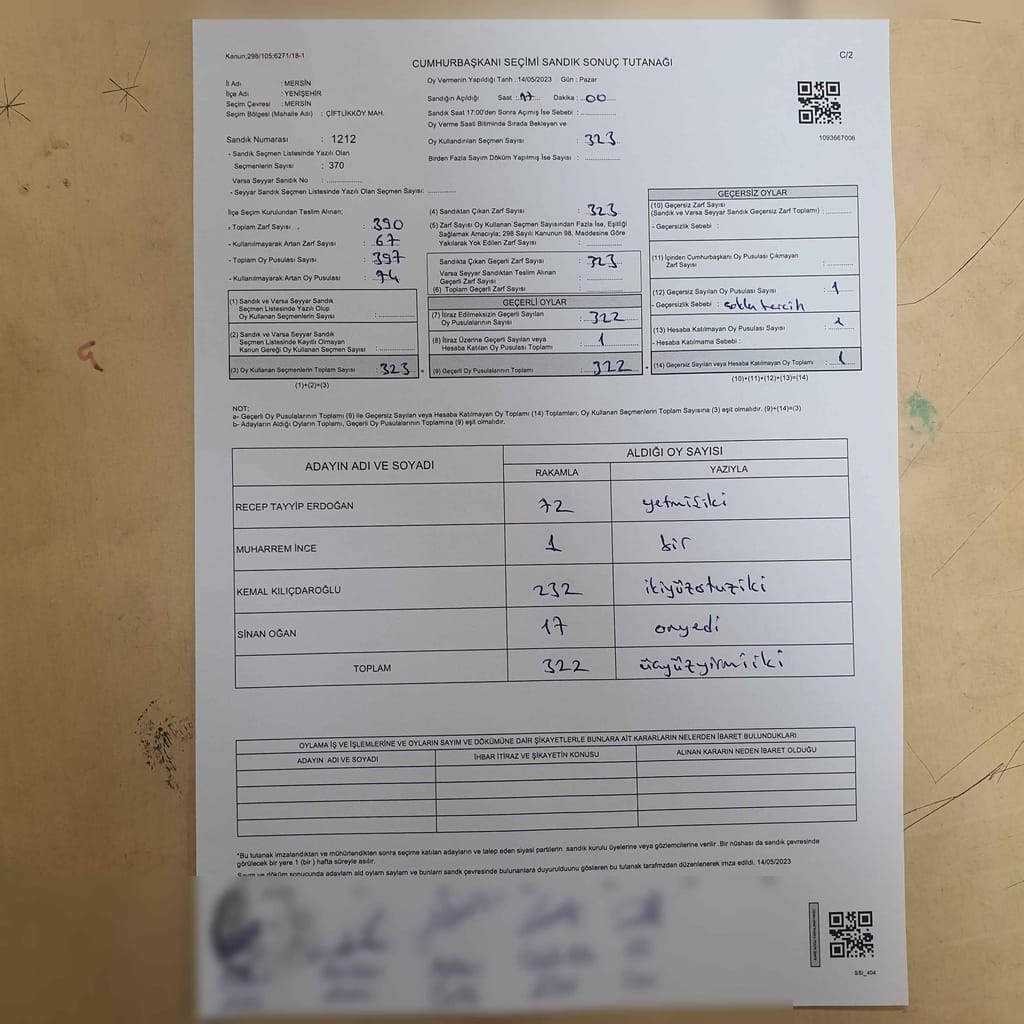 Kanun;298/105;6271/18-1
C/2
CUMHURBAŞKANI SEÇİMİ SANDIK SONUÇ TUTANAĞI
İl Adı : MERSİN
İlçe Adı : YENİŞEHİR
Seçim Çevresi : MERSİN
Seçim Bölgesi (Mahalle Adı) : ÇİFTLİKKÖY MAH.
Oy Vermenin Yapıldığı Tarih : 14/05/2023 Gün : Pazar
Sandığın Açıldığı Saat : 17 Dakika : 00
Sandık Saat 17:00'den Sonra Açımış İse Sebebi :
Oy Verme Saati Bitiminde Sırada Bekleyen ve
Oy Kullandırılan Seçmen Sayısı : 323
Birden Fazla Sayım Döküm Yapılmış İse Sayısı :
1093667006
Sandık Numarası : 1212
- Sandık Seçmen Listesinde Yazılı Olan
Seçmenlerin Sayısı : 370
Varsa Seyyar Sandık No :
- Seyyar Sandık Seçmen Listesinde Yazılı Olan Seçmen Sayısı:
İlçe Seçim Kurulundan Teslim Alınan;
- Toplam Zarf Sayısı : 390
- Kullanılmayarak Artan Zarf Sayısı : 67
- Toplam Oy Pusulası Sayısı : 397
- Kullanılmayarak Artan Oy Pusulası : 74
(1) Sandık ve Varsa Seyyar Sandık
Seçmen Listesinde Yazılı Olup
Oy Kullanan Seçmenlerin Sayısı :
(2) Sandık ve Varsa Seyyar Sandık
Seçmen Listesinde Kayıtlı Olmayan
Kanun Gereği Oy Kullanan Seçmen Sayısı :
(3) Oy Kullanan Seçmenlerin Toplam Sayısı : 323
(1)+(2)=(3)
(4) Sandıktan Çıkan Zarf Sayısı : 323
(5) Zarf Sayısı Oy Kullanan Seçmen Sayısından Fazla İse, Eşitliği
Sağlamak Amacıyla; 298 Sayılı Kanunun 98. Maddesine Göre
Yakılarak Yok Edilen Zarf Sayısı :
Sandıkta Çıkan Geçerli Zarf Sayısı : 323
Varsa Seyyar Sandıktan Teslim Alınan
Geçerli Zarf Sayısı :
(6) Toplam Geçerli Zarf Sayısı :
GEÇERLİ OYLAR
(7) İtiraz Edilmeksizin Geçerli Sayılan
Oy Pusulalarının Sayısı : 322
(8) İtiraz Üzerine Geçerli Sayılan veya
Hesaba Katılan Oy Pusulası Toplamı : 1
(9) Geçerli Oy Pusulalarının Toplamı : 322
GEÇERSİZ OYLAR
(10) Geçersiz Zarf Sayısı
(Sandık ve Varsa Seyyar Sandık Geçersiz Zarf Toplamı) :
- Geçersizlik Sebebi :
(11) İçinden Cumhurbaşkanı Oy Pusulası Çıkmayan
Zarf Sayısı :
(12) Geçersiz Sayılan Oy Pusulası Sayısı : 1
- Geçersizlik Sebebi : çokla tercih
(13) Hesaba Katılmayan Oy Pusulası Sayısı : 1
- Hesaba Katılmama Sebebi :
(14) Geçersiz Sayılan veya Hesaba Katılmayan Oy Toplamı : 1
(10)+(11)+(12)+(13)=(14)
NOT:
a- Geçerli Oy Pusulalarının Toplamı (9) ile Geçersiz Sayılan veya Hesaba Katılmayan Oy Toplamı (14) Toplamları, Oy Kullanan Seçmenlerin Toplam Sayısına (3) eşit olmalıdır. (9)+(14)=(3)
b- Adayların Aldığı Oyların Toplamı, Geçerli Oy Pusulalarının Toplamına (9) eşit olmalıdır.
ADAYIN ADI VE SOYADI
ALDIĞI OY SAYISI
RAKAMLA YAZIYLA
RECEP TAYYİP ERDOĞAN 72 yetmişiki
MUHARREM İNCE 1 bir
KEMAL KILIÇDAROĞLU 232 ikiyüzotuziki
SİNAN OĞAN 17 onyedi
TOPLAM 322 üçyüzyirmiiki
OYLAMA İŞ VE İŞLEMLERİNE VE OYLARIN SAYIM VE DÖKÜMÜNE DAİR ŞİKAYETLERLE BUNLARA AİT KARARLARIN NELERDEN İBARET BULUNDUKLARI
ADAYIN ADI VE SOYADI İHBAR İTİRAZ VE ŞİKAYETİN KONUSU ALINAN KARARIN NEDEN İBARET OLDUĞU
*Bu tutanak imzalandıktan ve mühürlendikten sonra seçime katılan adayların ve talep eden siyasi partilerin sandık kurulu üyelerine veya gözlemcilerine verilir .Bir nüshası da sandık çevresinde
görülecek bir yere 1 (bir ) hafta süreyle asılır.
Sayım ve döküm sonucunda adayların aldı oyların sayıları ve bunların sandık çevresinde bulunanlara duyurulduunu gösteren bu tutanak tarafımızdan düzenlenerek imza edildi. 14/05/2023
SSI_404